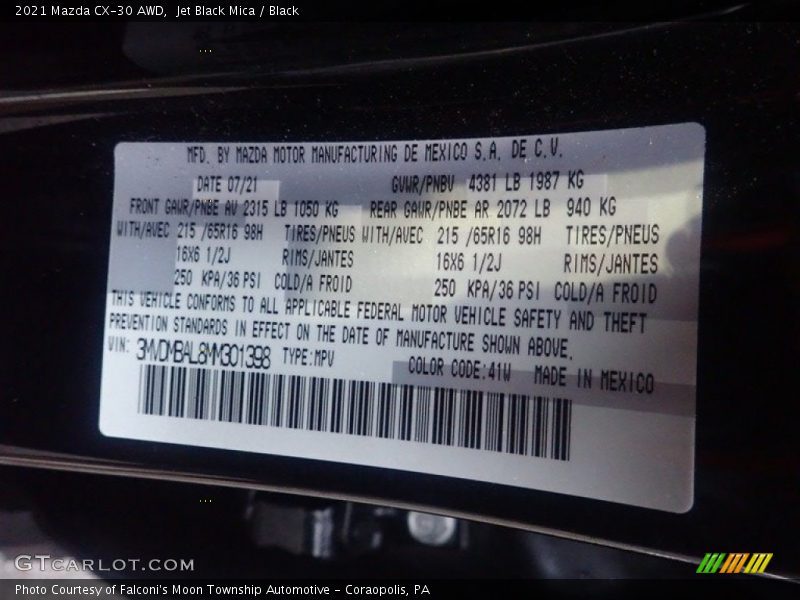 2021 Mazda CX-30 AWD,  Jet Black Mica / Black
MFD. BY MAZDA MOTOR MANUFACTURING DE MEXICO S.A. DE C.V.
DATE 07/21 GVWR/PNBV 4381 LB 1987 KG
FRONT GAWR/PNBE AV 2315 LB 1050 KG REAR GAWR/PNBE AR 2072 LB 940 KG
WITH/AVEC 215 /65R16 98H TIRES/PNEUS WITH/AVEC 215 /65R16 98H TIRES/PNEUS
16X6 1/2J RIMS/JANTES 16X6 1/2J RIMS/JANTES
250 KPA/36 PSI COLD/A FROID 250 KPA/36 PSI COLD/A FROID
THIS VEHICLE CONFORMS TO ALL APPLICABLE FEDERAL MOTOR VEHICLE SAFETY AND THEFT
PREVENTION STANDARDS IN EFFECT ON THE DATE OF MANUFACTURE SHOWN ABOVE.
VIN: 3MVDMBAL8MM301398 TYPE:MPV COLOR CODE:41W MADE IN MEXICO
GTCARLOT.COM
Photo Courtesy of Falconi's Moon Township Automotive - Coraopolis, PA